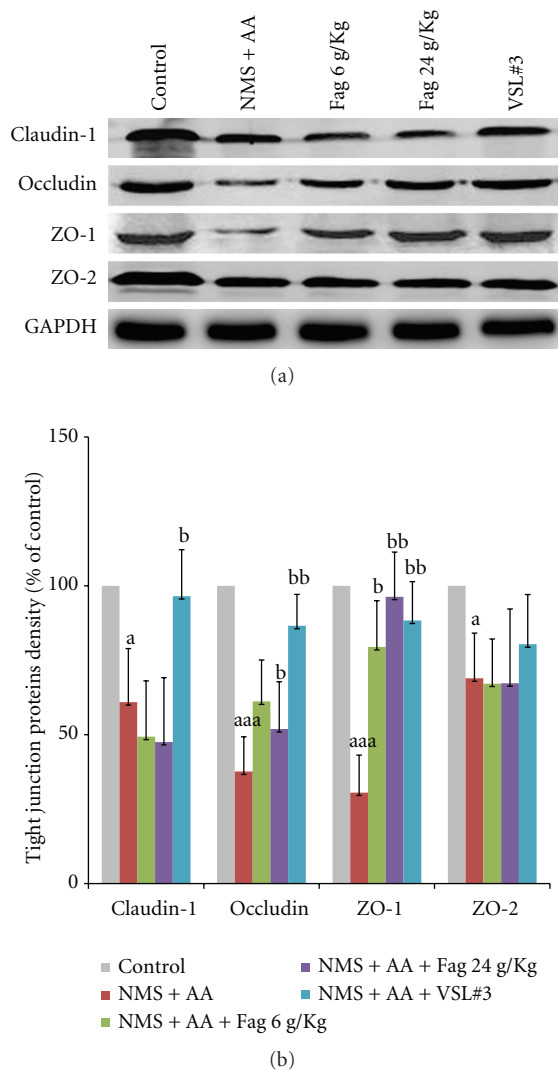 Control
NMS + AA
Fag 6 g/Kg
Fag 24 g/Kg
VSL#3
Claudin-1
Occludin
ZO-1
ZO-2
GAPDH
(a)
Tight junction proteins density (% of control)
150
100
50
0
a
b
aaa
b
bb
aaa
b
bb
bb
a
Claudin-1 Occludin ZO-1 ZO-2
Control
NMS + AA
NMS + AA + Fag 6 g/Kg
NMS + AA + Fag 24 g/Kg
NMS + AA + VSL#3
(b)